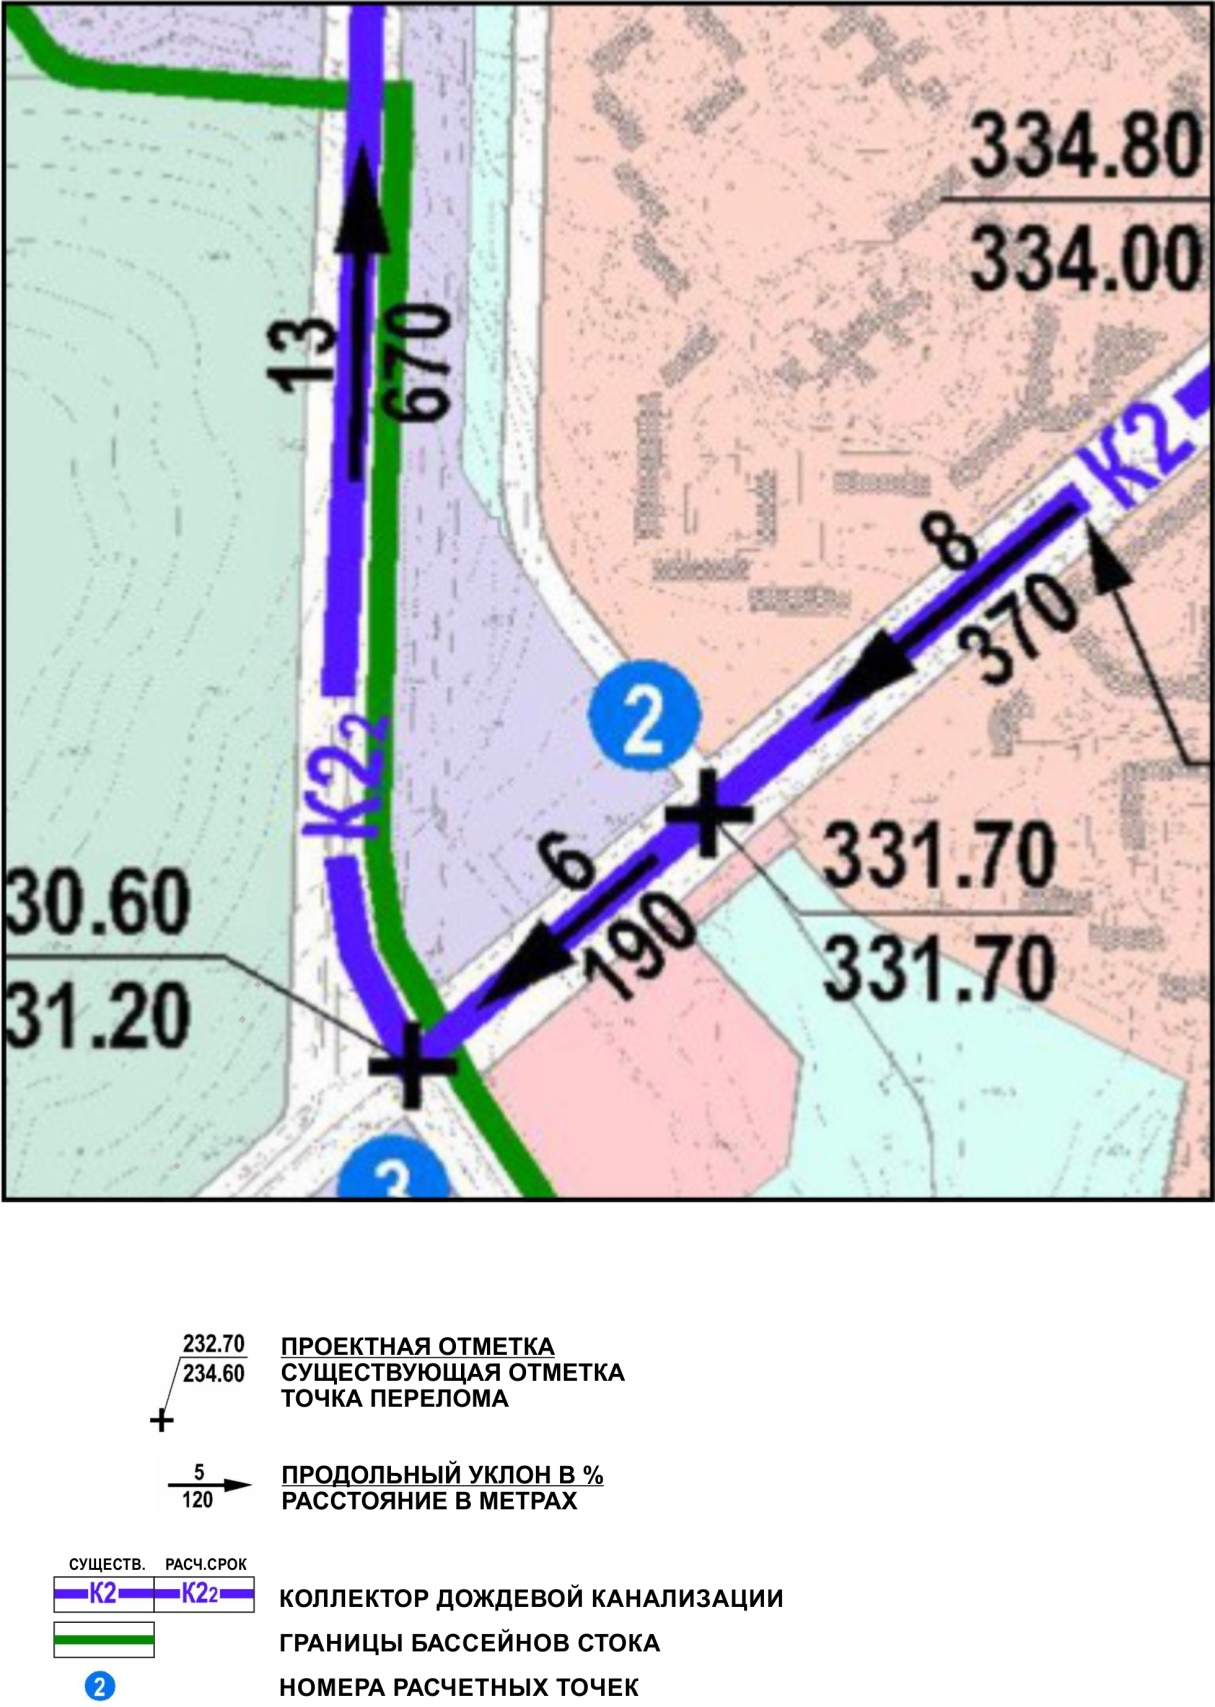 334.80
334.00
13
670
К2
8
370
2
К22
6
190
331.70
331.70
30.60
31.20
3
232.70
234.60
ПРОЕКТНАЯ ОТМЕТКА
СУЩЕСТВУЮЩАЯ ОТМЕТКА
ТОЧКА ПЕРЕЛОМА
5
120
ПРОДОЛЬНЫЙ УКЛОН В %
РАССТОЯНИЕ В МЕТРАХ
СУЩЕСТВ. РАСЧ.СРОК
К2 К22
КОЛЛЕКТОР ДОЖДЕВОЙ КАНАЛИЗАЦИИ
ГРАНИЦЫ БАССЕЙНОВ СТОКА
2
НОМЕРА РАСЧЕТНЫХ ТОЧЕК